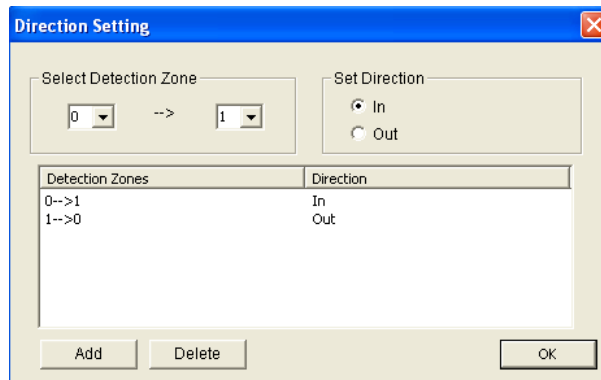 Direction Setting
Select Detection Zone
Set Direction
0 --> 1
In
Out
Detection Zones Direction
0-->1 In
1-->0 Out
Add Delete OK